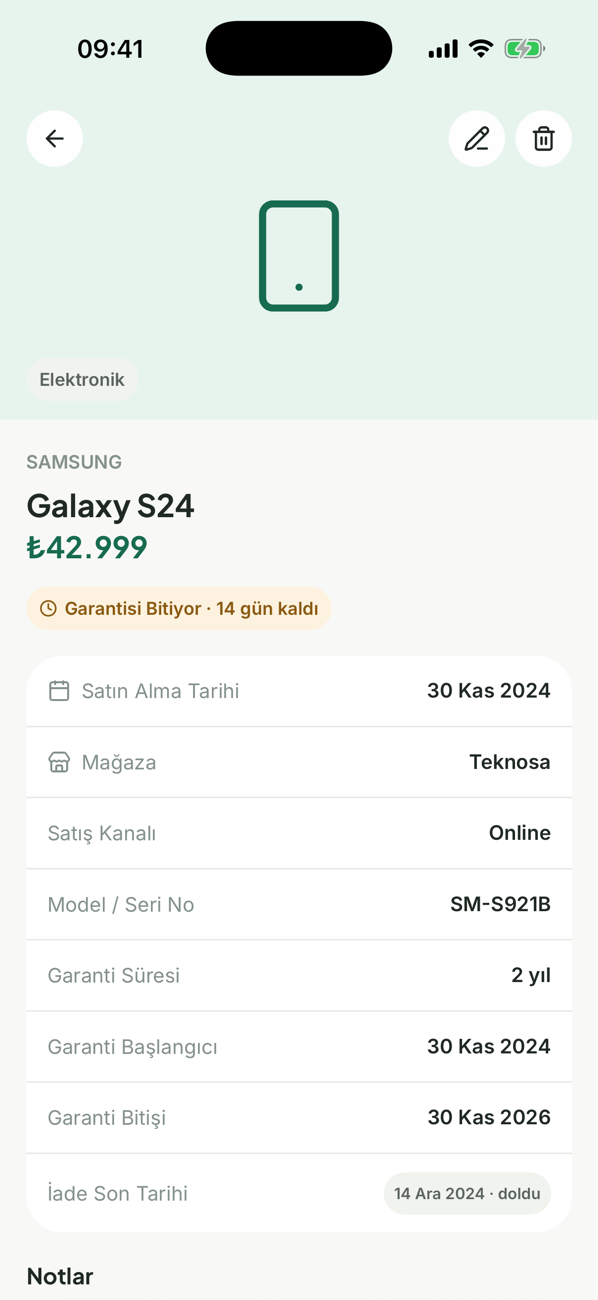 09:41
Elektronik
SAMSUNG
Galaxy S24
₺42.999
Garantisi Bitiyor · 14 gün kaldı
Satın Alma Tarihi 30 Kas 2024
Mağaza Teknosa
Satış Kanalı Online
Model / Seri No SM-S921B
Garanti Süresi 2 yıl
Garanti Başlangıcı 30 Kas 2024
Garanti Bitişi 30 Kas 2026
İade Son Tarihi 14 Ara 2024 · doldu
Notlar